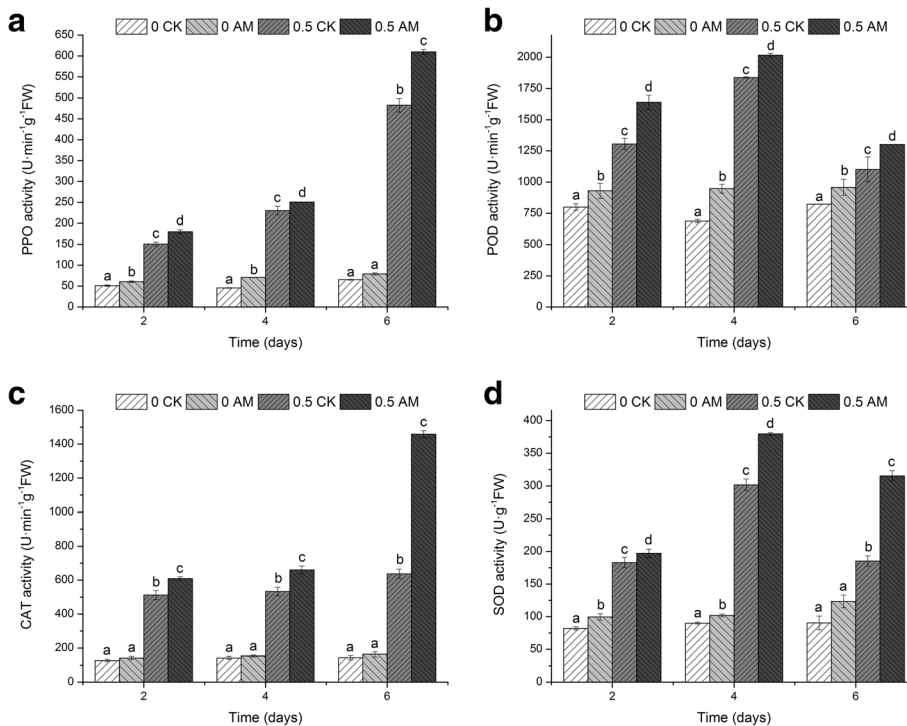 a
0 CK 0 AM 0.5 CK 0.5 AM
650
600
550
500
450
400
350
300
250
200
150
100
50
0
PPO activity (U·min⁻¹g⁻¹FW)
a b c d
a b c d
a a b c
2 4 6
Time (days)
b
0 CK 0 AM 0.5 CK 0.5 AM
2000
1750
1500
1250
1000
750
500
250
0
POD activity (U·min⁻¹g⁻¹FW)
a b c d
a b c d
a b c d
2 4 6
Time (days)
c
0 CK 0 AM 0.5 CK 0.5 AM
1600
1400
1200
1000
800
600
400
200
0
CAT activity (U·min⁻¹g⁻¹FW)
a a b c
a a b c
a a b c
2 4 6
Time (days)
d
0 CK 0 AM 0.5 CK 0.5 AM
400
350
300
250
200
150
100
50
0
SOD activity (U·g⁻¹FW)
a b c d
a b c d
a a b c
2 4 6
Time (days)